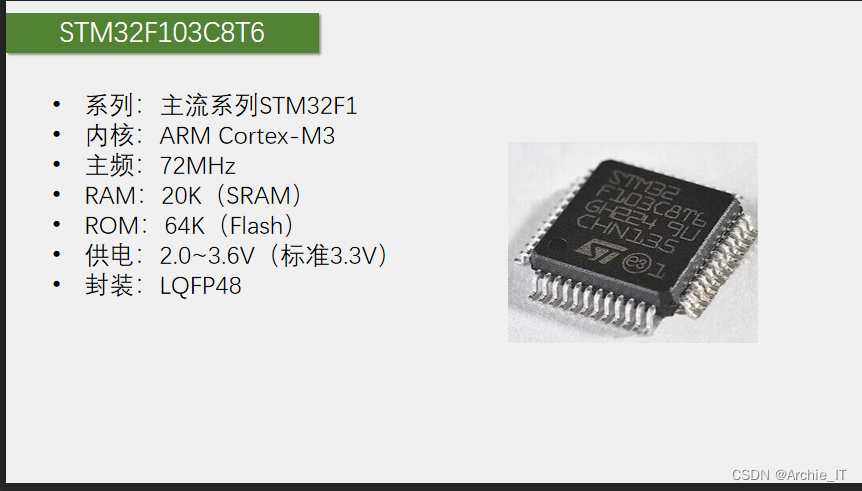 STM32F103C8T6
• 系列：主流系列STM32F1
• 内核：ARM Cortex-M3
• 主频：72MHz
• RAM：20K（SRAM）
• ROM：64K（Flash）
• 供电：2.0~3.6V（标准3.3V）
• 封装：LQFP48
STM32
F103C8T6
GH224 9U
CHN135
ST
e3 1
CSDN @Archie_IT